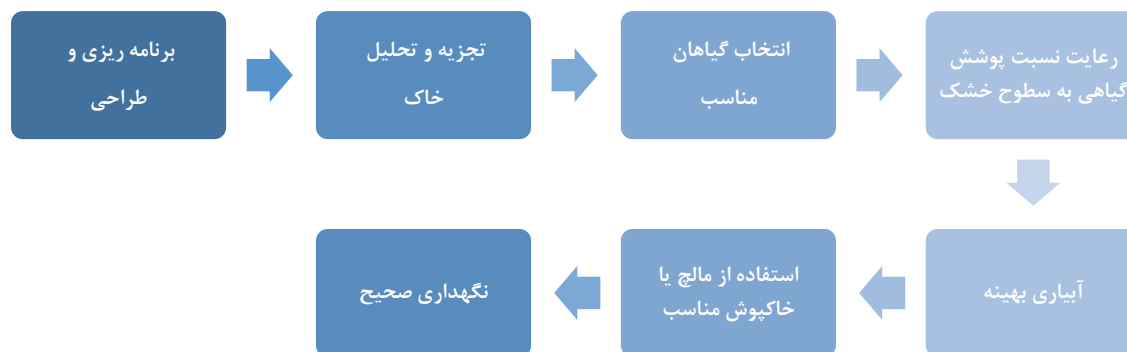 برنامه ریزی و
طراحی
تجزیه و تحلیل
خاک
انتخاب گیاهان
مناسب
رعایت نسبت پوشش
گیاهی به سطوح خشک
آبیاری بهینه
استفاده از مالچ یا
خاکپوش مناسب
نگهداری صحیح